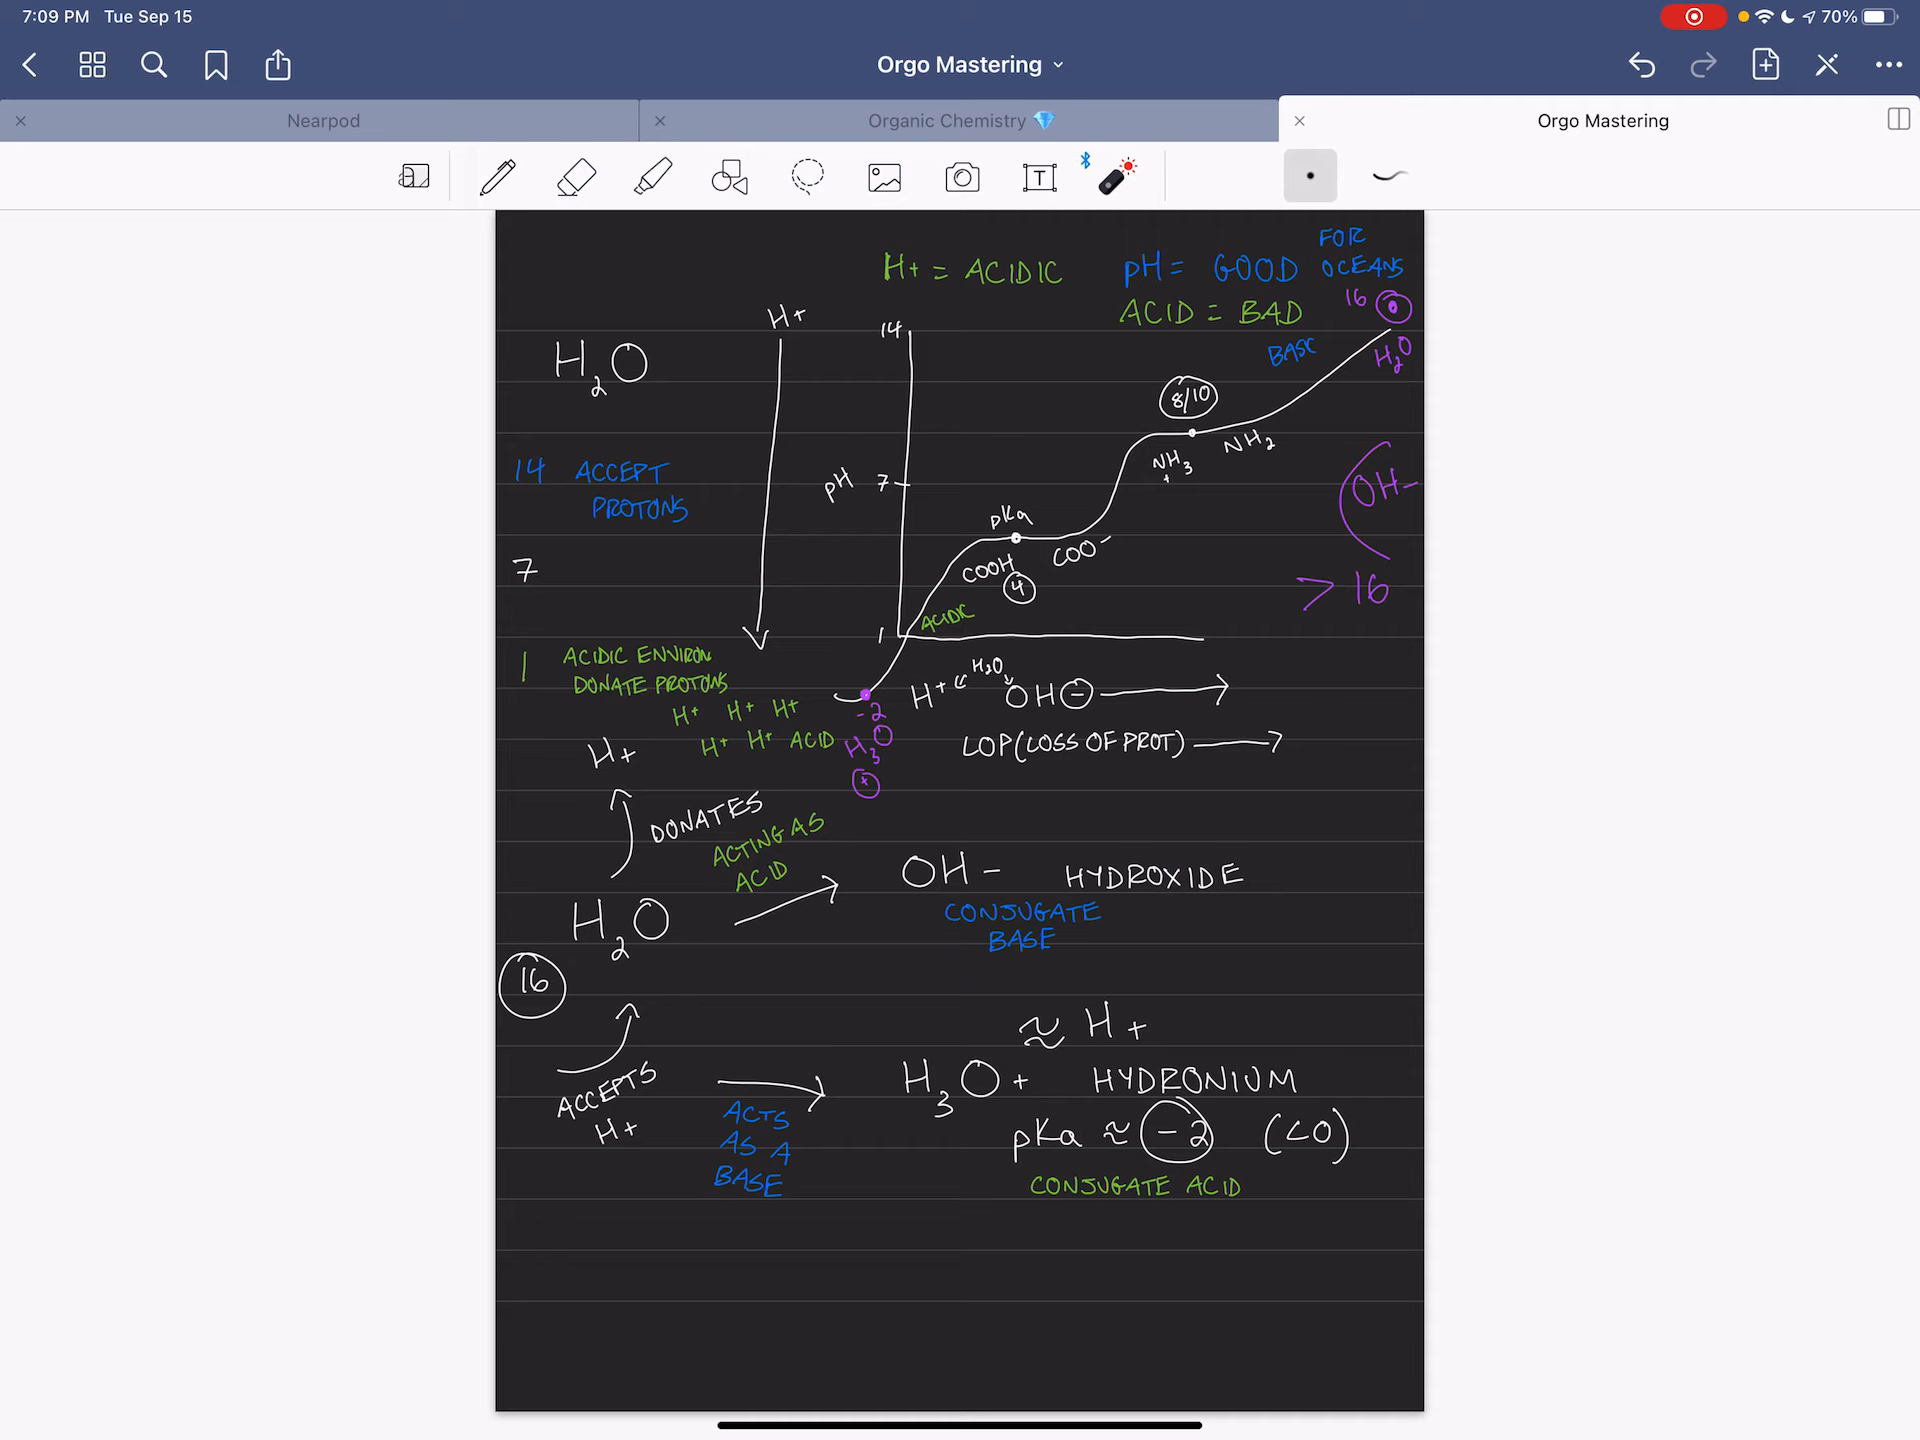 7:09 PM Tue Sep 15
70%
Orgo Mastering
Nearpod
Organic Chemistry 💎
Orgo Mastering
T
H+ = ACIDIC
pH = GOOD FOR OCEANS
ACID = BAD
16
H+
14
H2O
BASC
H2O
8/10
NH3+
NH2
14 ACCEPT PROTONS
pH 7
OH-
pKa
COOH
COO-
4
7
> 16
ACIDIC
1
1 ACIDIC ENVIRON
DONATE PROTONS
H+ H+ H+
H+ H+ ACID
-2
H3O
+
H2O
H+ OH-
LOP (LOSS OF PROT)
H+
DONATES
ACTING AS ACID
OH- HYDROXIDE
CONJUGATE BASE
H2O
16
≈ H+
H3O+ HYDRONIUM
ACCEPTS H+
ACTS AS A BASE
pKa ≈ -2 (<0)
CONJUGATE ACID